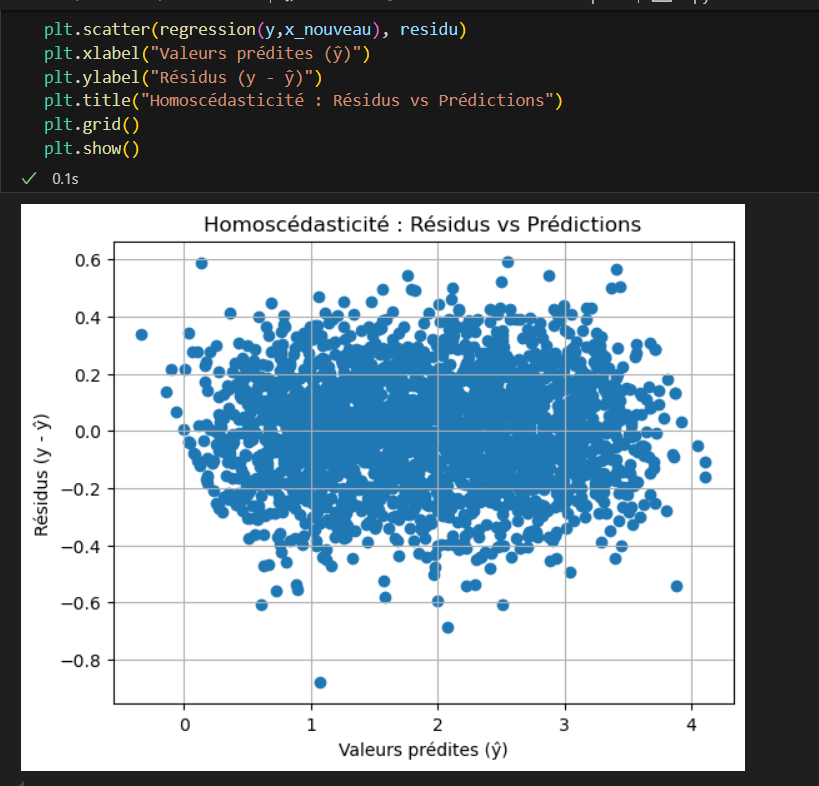 plt.scatter(regression(y,x_nouveau), residu)
plt.xlabel("Valeurs prédites (ŷ)")
plt.ylabel("Résidus (y - ŷ)")
plt.title("Homoscédasticité : Résidus vs Prédictions")
plt.grid()
plt.show()
0.1s
Homoscédasticité : Résidus vs Prédictions
0.6
0.4
0.2
0.0
−0.2
−0.4
−0.6
−0.8
Résidus (y - ŷ)
0 1 2 3 4
Valeurs prédites (ŷ)